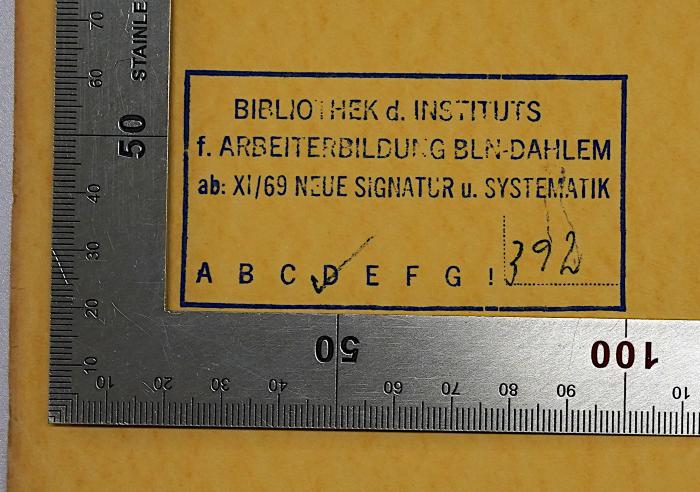 BIBLIOTHEK d. INSTITUTS
f. ARBEITERBILDUNG BLN-DAHLEM
ab: XI/69 NEUE SIGNATUR u. SYSTEMATIK
A B C D E F G ! 392
STAINLE
70
60
50
40
30
20
10
50 100
10 20 30 40 60 70 80 90 10